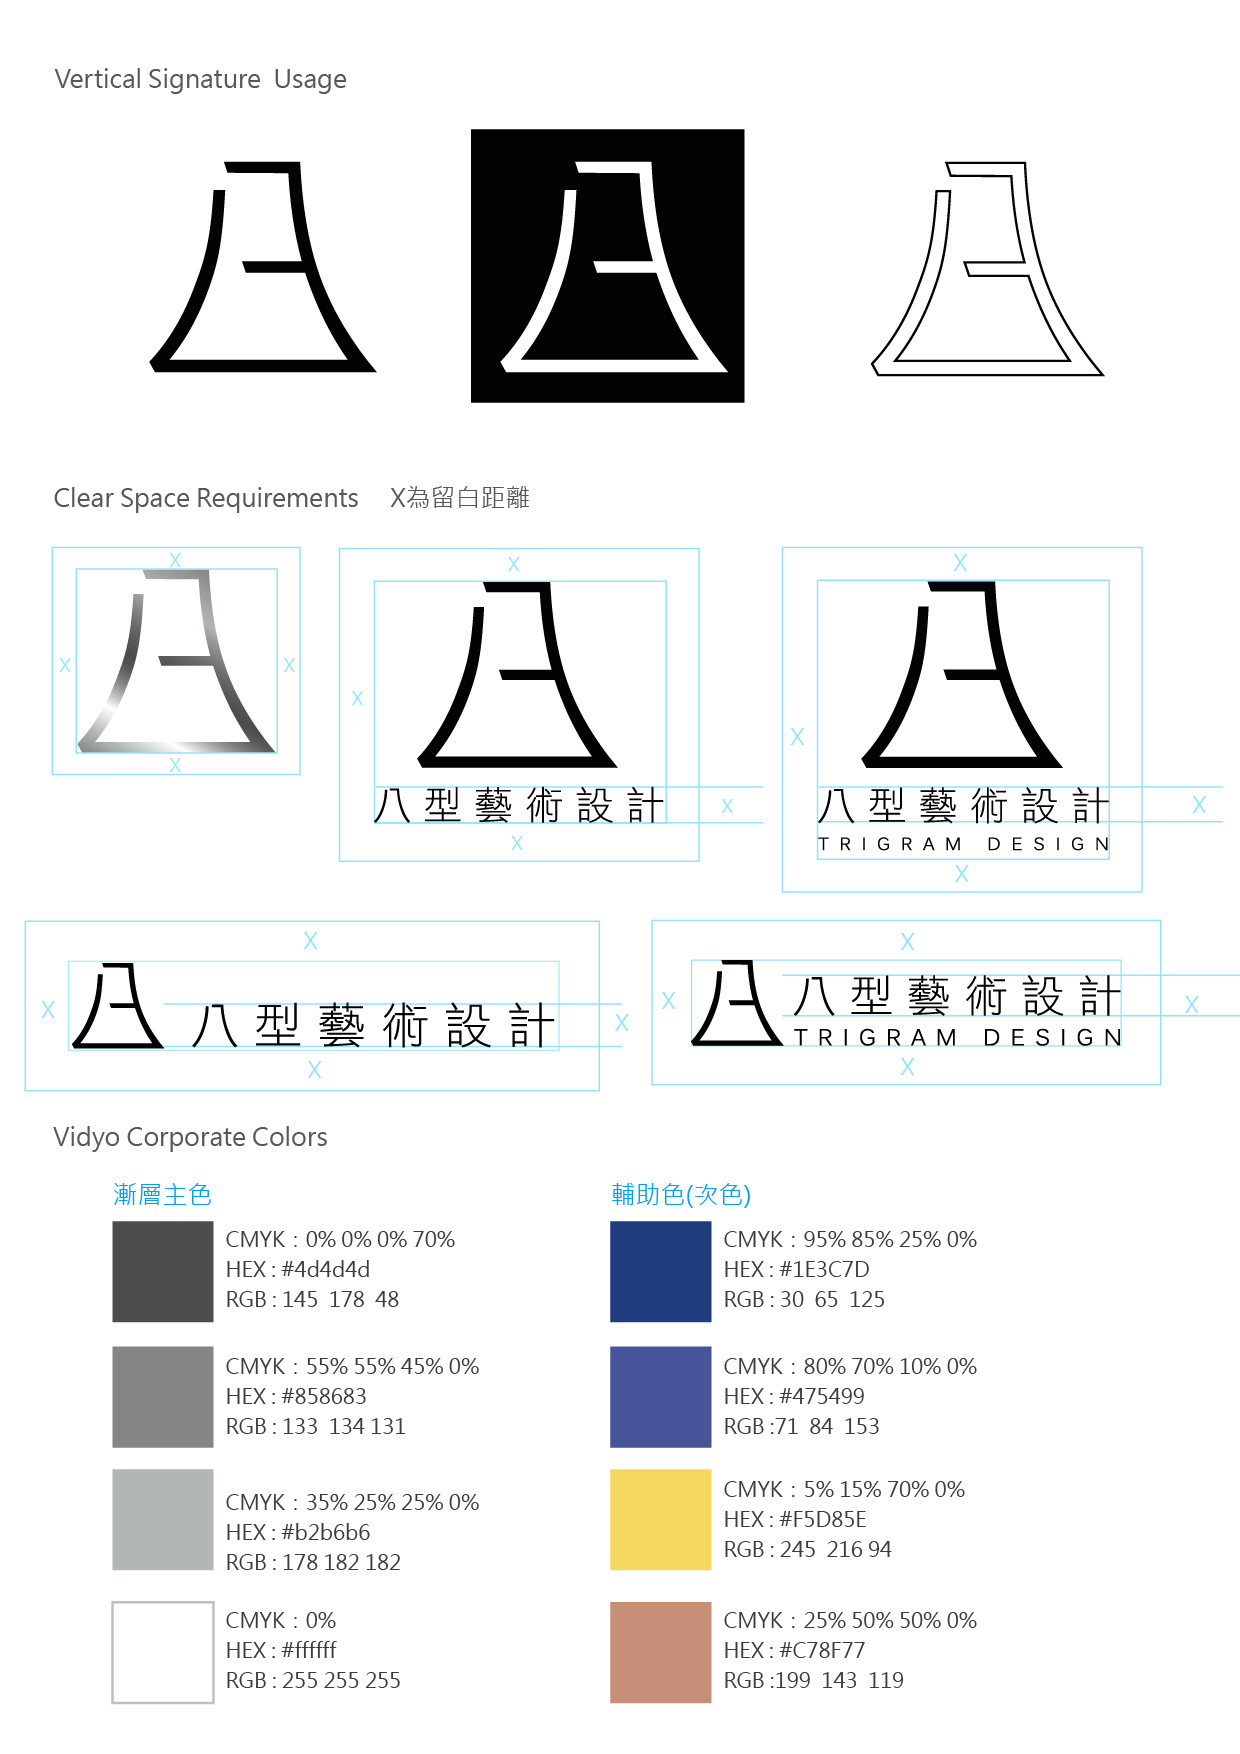 Vertical Signature Usage
Clear Space Requirements X為留白距離
X
X X
X
X
X
八型藝術設計 X
X
X
X
八型藝術設計 X
TRIGRAM DESIGN
X
X
X
八型藝術設計 X
X
X
X
八型藝術設計 X
TRIGRAM DESIGN
X
Vidyo Corporate Colors
漸層主色
CMYK : 0% 0% 0% 70%
HEX : #4d4d4d
RGB : 145 178 48
CMYK : 55% 55% 45% 0%
HEX : #858683
RGB : 133 134 131
CMYK : 35% 25% 25% 0%
HEX : #b2b6b6
RGB : 178 182 182
CMYK : 0%
HEX : #ffffff
RGB : 255 255 255
輔助色(次色)
CMYK : 95% 85% 25% 0%
HEX : #1E3C7D
RGB : 30 65 125
CMYK : 80% 70% 10% 0%
HEX : #475499
RGB :71 84 153
CMYK : 5% 15% 70% 0%
HEX : #F5D85E
RGB : 245 216 94
CMYK : 25% 50% 50% 0%
HEX : #C78F77
RGB :199 143 119